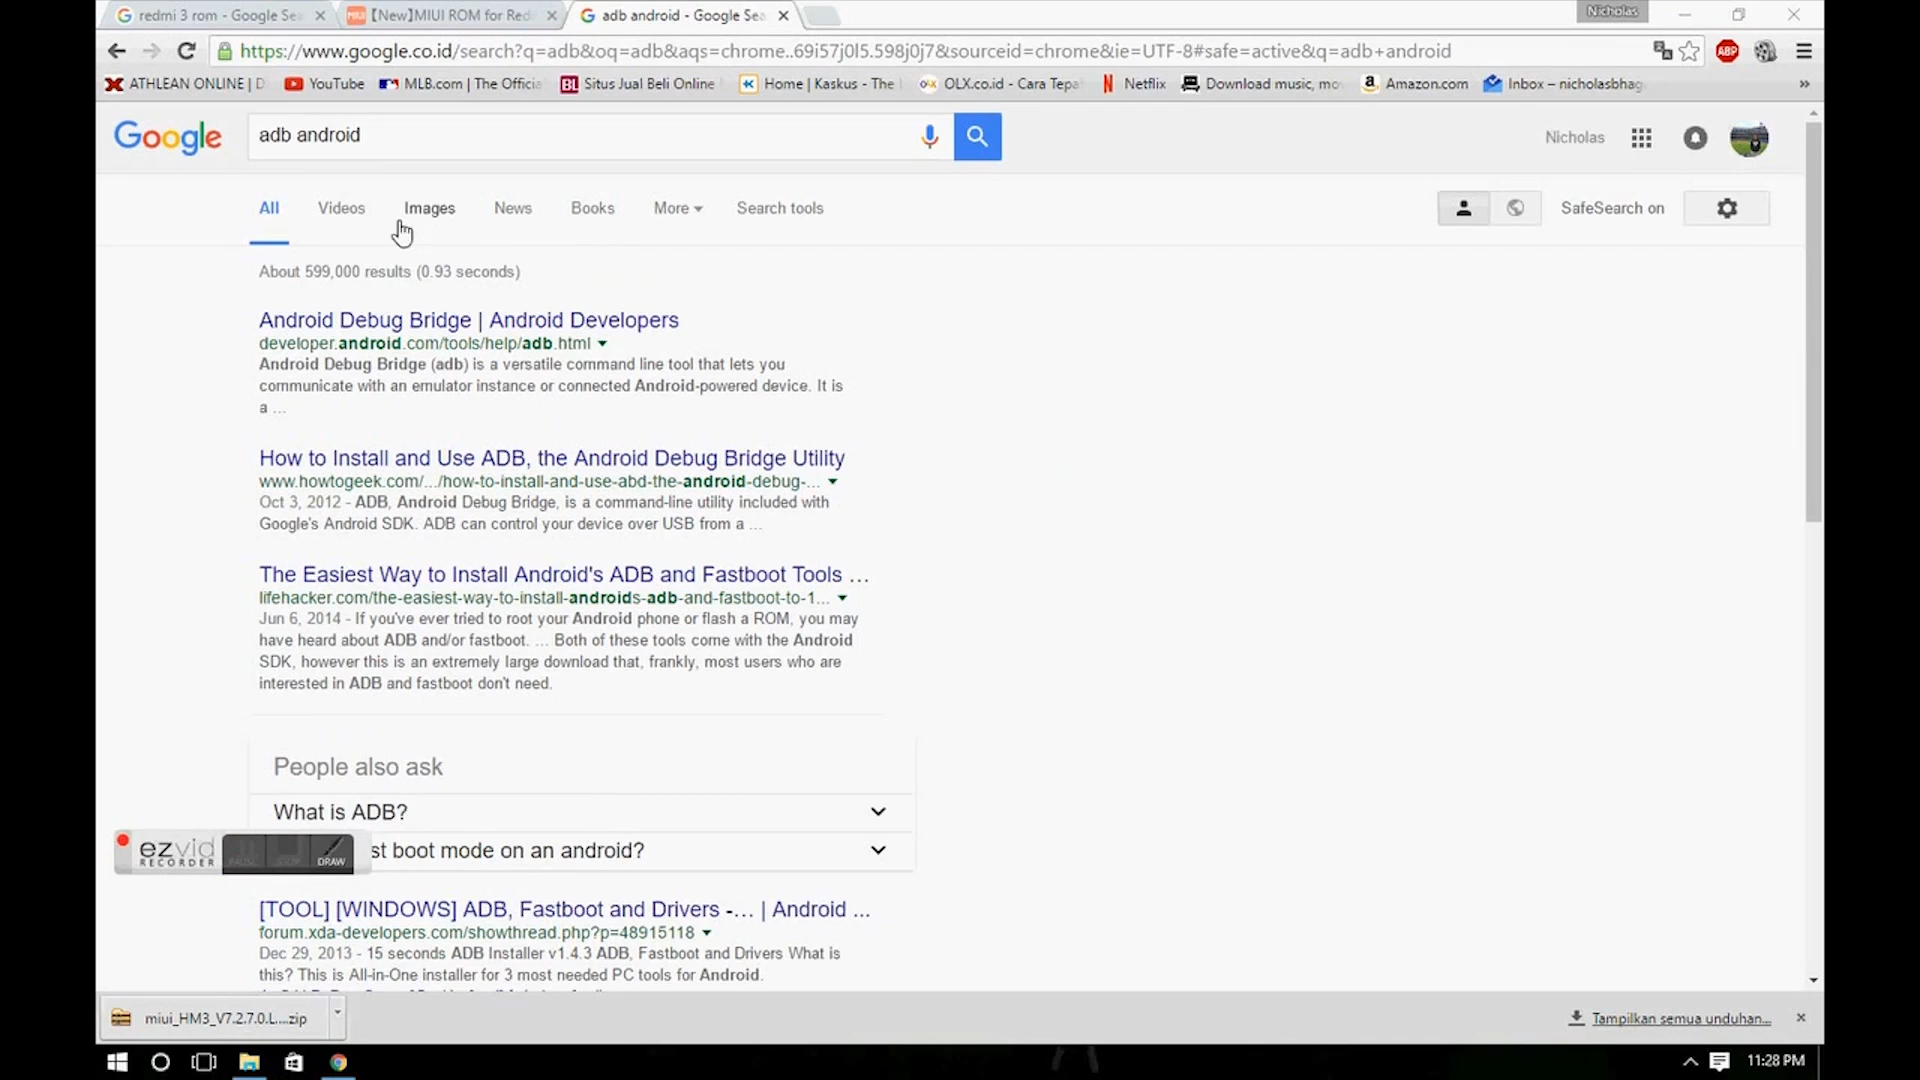 redmi 3 rom - Google Sea
【New】MIUI ROM for Red
adb android - Google Sea
Nicholas
https://www.google.co.id/search?q=adb&oq=adb&aqs=chrome..69i57j0l5.598j0j7&sourceid=chrome&ie=UTF-8#safe=active&q=adb+android
ABP
ATHLEAN ONLINE | D
YouTube
MLB.com | The Officia
BL Situs Jual Beli Online
Home | Kaskus - The
OLX.co.id - Cara Tepa
Netflix
Download music, mo
Amazon.com
Inbox – nicholasbhag
Google
adb android
Nicholas
All
Videos
Images
News
Books
More
Search tools
SafeSearch on
About 599,000 results (0.93 seconds)
Android Debug Bridge | Android Developers
developer.android.com/tools/help/adb.html
Android Debug Bridge (adb) is a versatile command line tool that lets you
communicate with an emulator instance or connected Android-powered device. It is
a ...
How to Install and Use ADB, the Android Debug Bridge Utility
www.howtogeek.com/.../how-to-install-and-use-abd-the-android-debug-...
Oct 3, 2012 - ADB, Android Debug Bridge, is a command-line utility included with
Google's Android SDK. ADB can control your device over USB from a ...
The Easiest Way to Install Android's ADB and Fastboot Tools ...
lifehacker.com/the-easiest-way-to-install-androids-adb-and-fastboot-to-1...
Jun 6, 2014 - If you've ever tried to root your Android phone or flash a ROM, you may
have heard about ADB and/or fastboot. ... Both of these tools come with the Android
SDK, however this is an extremely large download that, frankly, most users who are
interested in ADB and fastboot don't need.
People also ask
What is ADB?
st boot mode on an android?
ezvid
RECORDER
PAUSE
STOP
DRAW
[TOOL] [WINDOWS] ADB, Fastboot and Drivers -... | Android ...
forum.xda-developers.com/showthread.php?p=48915118
Dec 29, 2013 - 15 seconds ADB Installer v1.4.3 ADB, Fastboot and Drivers What is
this? This is All-in-One installer for 3 most needed PC tools for Android.
miui_HM3_V7.2.7.0.L....zip
Tampilkan semua unduhan...
11:28 PM